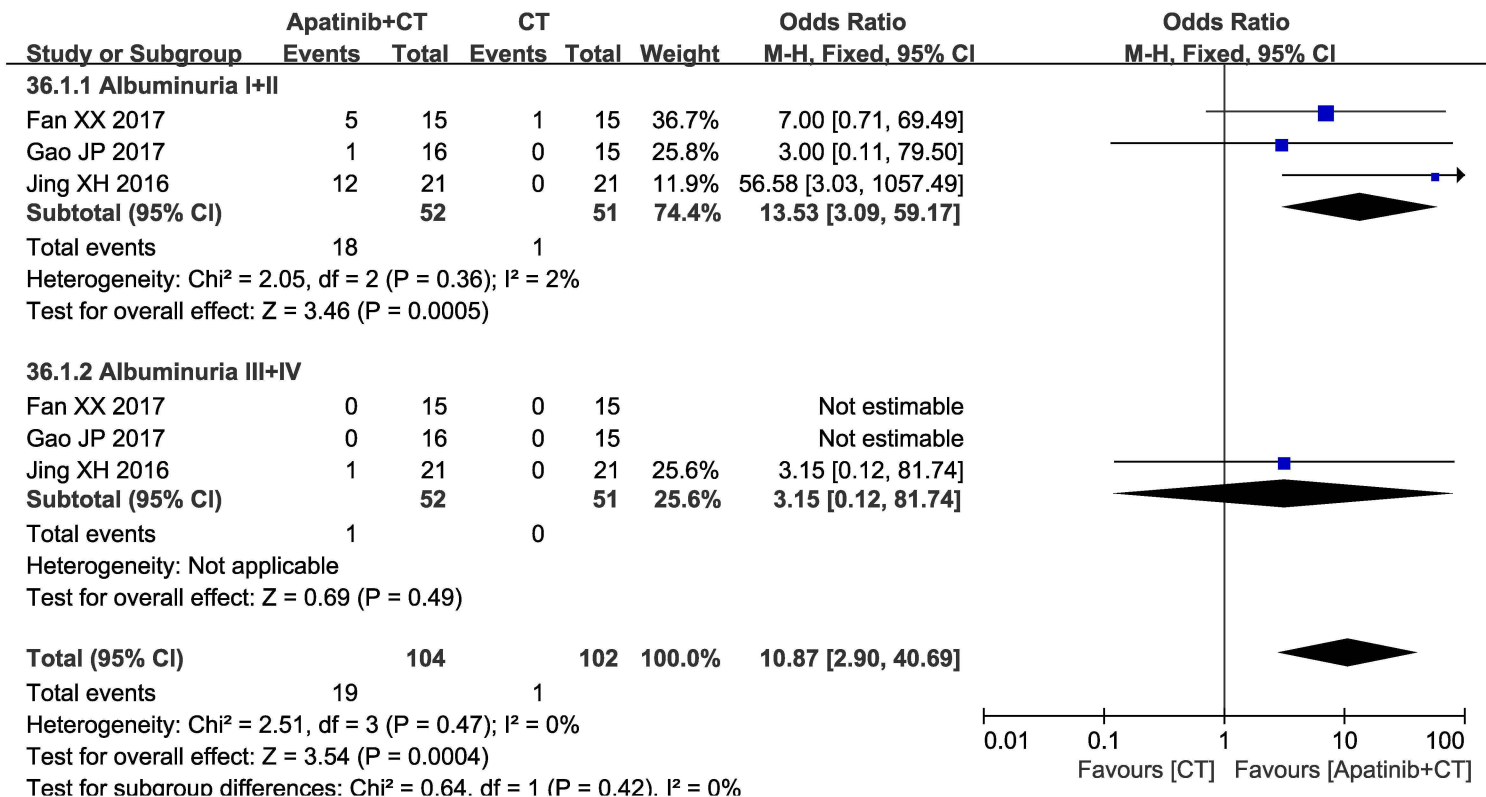 Apatinib+CT CT Odds Ratio Odds Ratio
Study or Subgroup Events Total Events Total Weight M-H, Fixed, 95% CI M-H, Fixed, 95% CI
36.1.1 Albuminuria I+II
Fan XX 2017 5 15 1 15 36.7% 7.00 [0.71, 69.49]
Gao JP 2017 1 16 0 15 25.8% 3.00 [0.11, 79.50]
Jing XH 2016 12 21 0 21 11.9% 56.58 [3.03, 1057.49]
Subtotal (95% CI) 52 51 74.4% 13.53 [3.09, 59.17]
Total events 18 1
Heterogeneity: Chi² = 2.05, df = 2 (P = 0.36); I² = 2%
Test for overall effect: Z = 3.46 (P = 0.0005)
36.1.2 Albuminuria III+IV
Fan XX 2017 0 15 0 15 Not estimable
Gao JP 2017 0 16 0 15 Not estimable
Jing XH 2016 1 21 0 21 25.6% 3.15 [0.12, 81.74]
Subtotal (95% CI) 52 51 25.6% 3.15 [0.12, 81.74]
Total events 1 0
Heterogeneity: Not applicable
Test for overall effect: Z = 0.69 (P = 0.49)
Total (95% CI) 104 102 100.0% 10.87 [2.90, 40.69]
Total events 19 1
Heterogeneity: Chi² = 2.51, df = 3 (P = 0.47); I² = 0%
Test for overall effect: Z = 3.54 (P = 0.0004)
Test for subgroup differences: Chi² = 0.64, df = 1 (P = 0.42), I² = 0%
0.01 0.1 1 10 100
Favours [CT] Favours [Apatinib+CT]